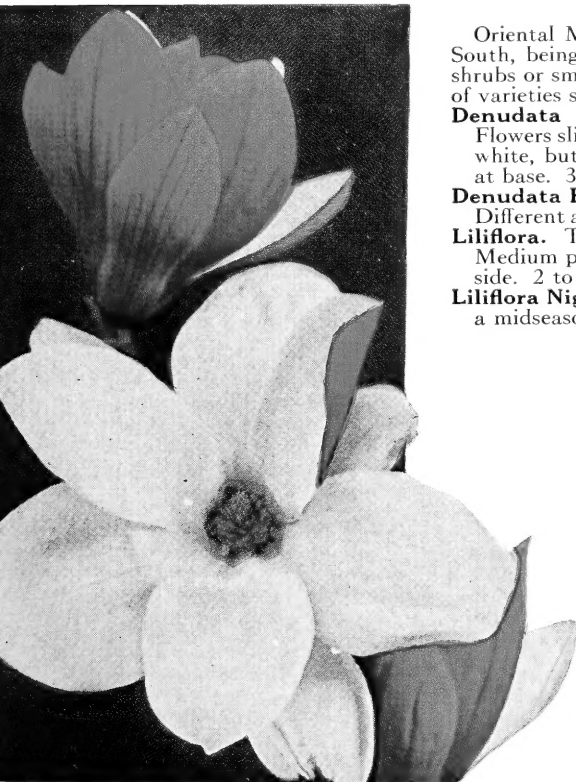 Oriental M
South, being
shrubs or sm
of varieties s
Denudata
Flowers sli
white, but
at base. 3
Denudata
Different a
Liliflora. T
Medium p
side. 2 to
Liliflora Nig
a midseaso